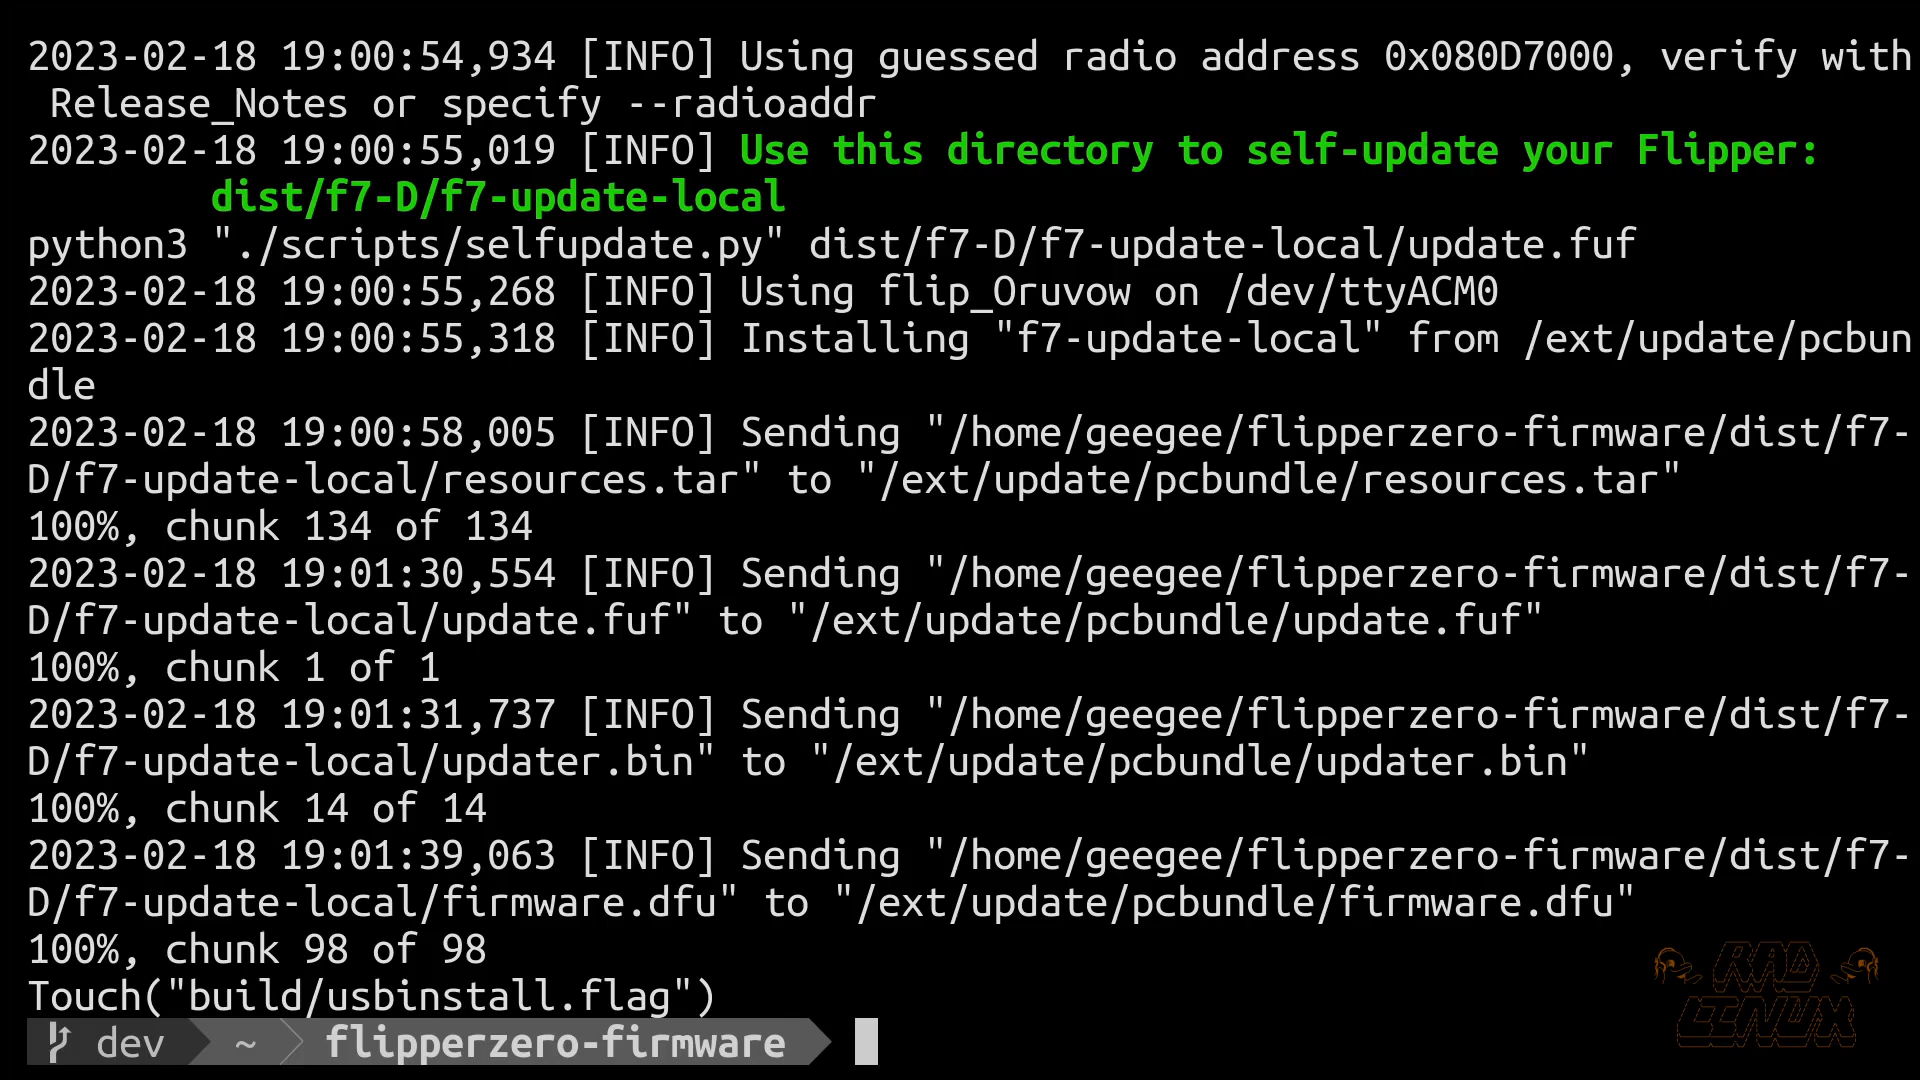 2023-02-18 19:00:54,934 [INFO] Using guessed radio address 0x080D7000, verify with
 Release_Notes or specify --radioaddr
2023-02-18 19:00:55,019 [INFO] Use this directory to self-update your Flipper:
        dist/f7-D/f7-update-local
python3 "./scripts/selfupdate.py" dist/f7-D/f7-update-local/update.fuf
2023-02-18 19:00:55,268 [INFO] Using flip_Oruvow on /dev/ttyACM0
2023-02-18 19:00:55,318 [INFO] Installing "f7-update-local" from /ext/update/pcbun
dle
2023-02-18 19:00:58,005 [INFO] Sending "/home/geegee/flipperzero-firmware/dist/f7-
D/f7-update-local/resources.tar" to "/ext/update/pcbundle/resources.tar"
100%, chunk 134 of 134
2023-02-18 19:01:30,554 [INFO] Sending "/home/geegee/flipperzero-firmware/dist/f7-
D/f7-update-local/update.fuf" to "/ext/update/pcbundle/update.fuf"
100%, chunk 1 of 1
2023-02-18 19:01:31,737 [INFO] Sending "/home/geegee/flipperzero-firmware/dist/f7-
D/f7-update-local/updater.bin" to "/ext/update/pcbundle/updater.bin"
100%, chunk 14 of 14
2023-02-18 19:01:39,063 [INFO] Sending "/home/geegee/flipperzero-firmware/dist/f7-
D/f7-update-local/firmware.dfu" to "/ext/update/pcbundle/firmware.dfu"
100%, chunk 98 of 98
Touch("build/usbinstall.flag")
dev ~ flipperzero-firmware
RAD
LINUX